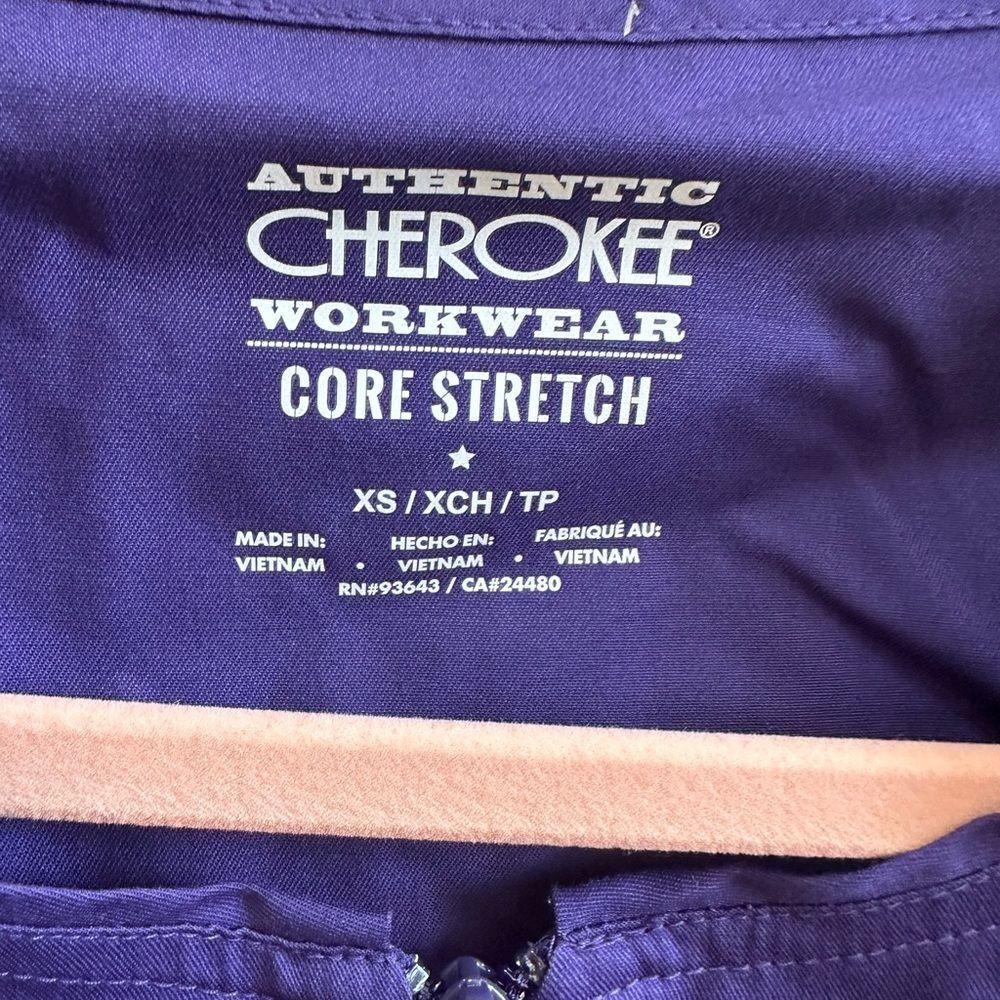 AUTHENTIC
CHEROKEE®
WORKWEAR
CORE STRETCH
XS / XCH / TP
MADE IN: HECHO EN: FABRIQUÉ AU:
VIETNAM • VIETNAM • VIETNAM
RN#93643 / CA#24480